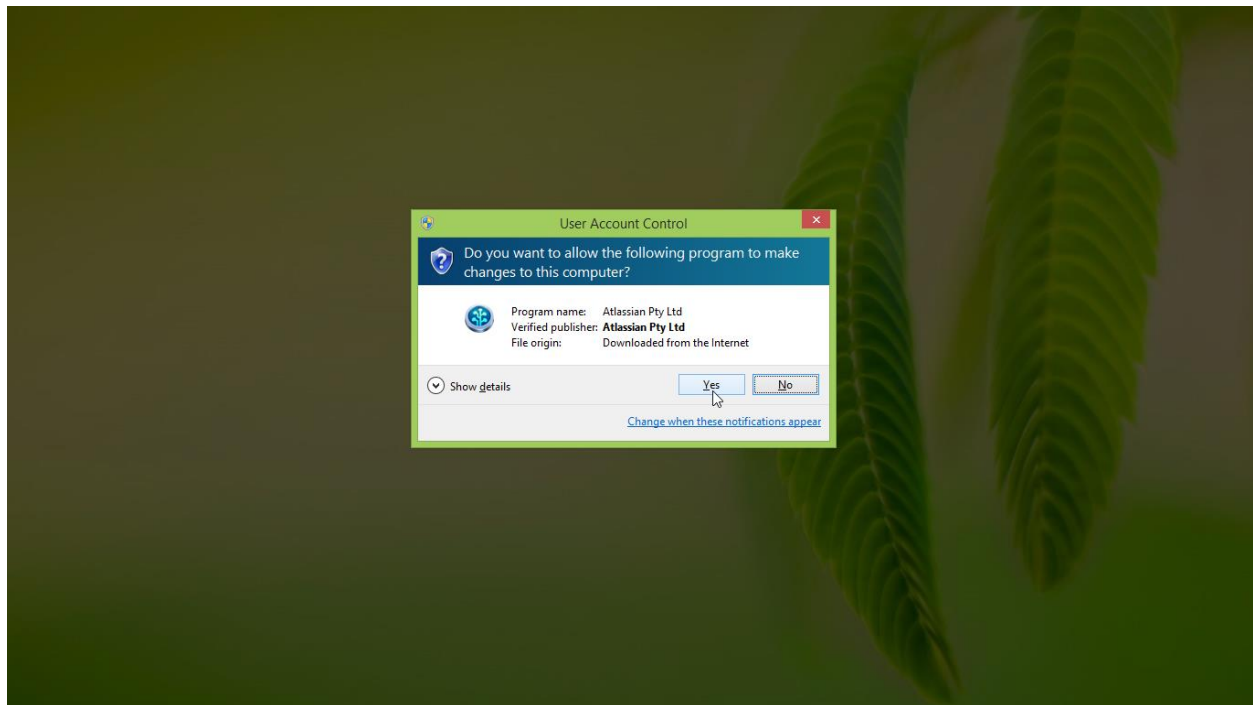 User Account Control
Do you want to allow the following program to make
changes to this computer?
Program name: Atlassian Pty Ltd
Verified publisher: Atlassian Pty Ltd
File origin: Downloaded from the Internet
Show details Yes No
Change when these notifications appear